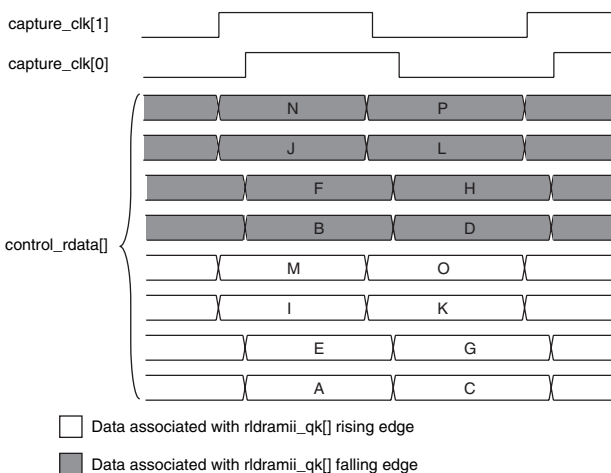 capture_clk[1]
capture_clk[0]
N P
J L
F H
B D
control_rdata[]
M O
I K
E G
A C
Data associated with rldramii_qk[] rising edge
Data associated with rldramii_qk[] falling edge